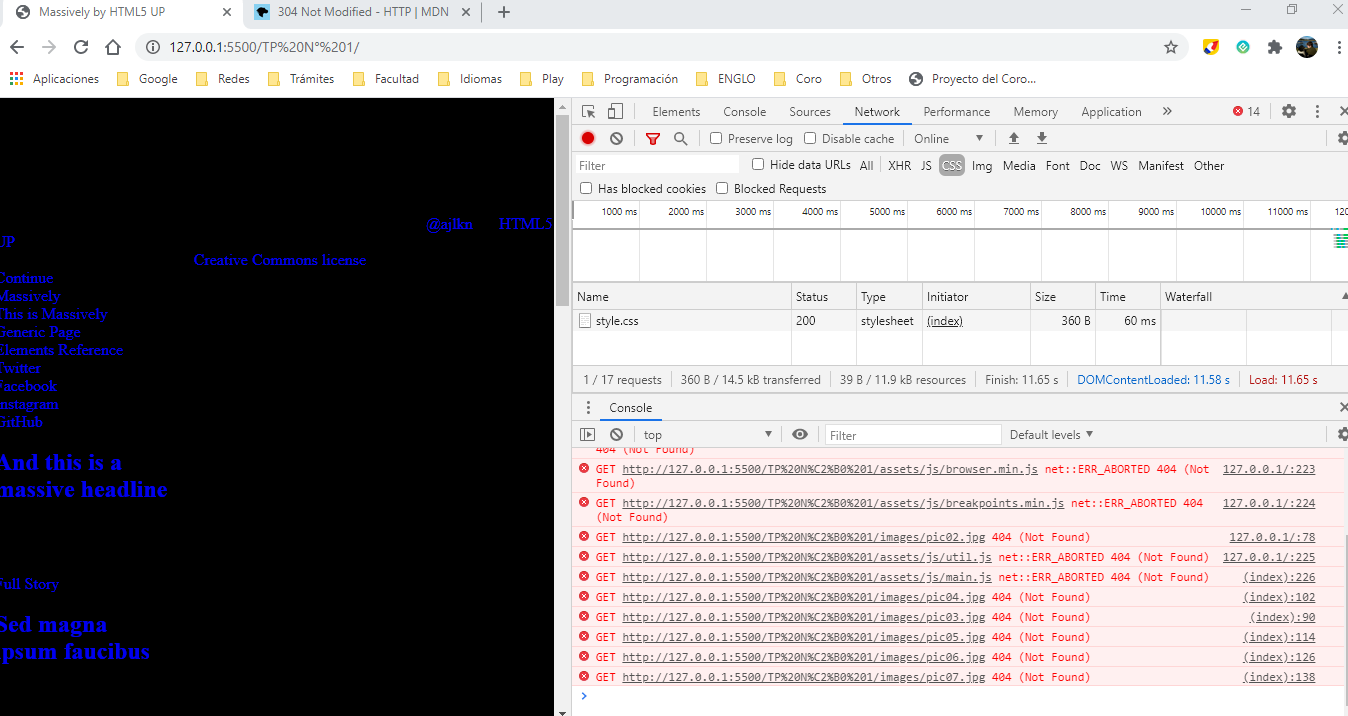 Massively by HTML5 UP
304 Not Modified - HTTP | MDN
127.0.0.1:5500/TP%20N°%201/
Aplicaciones Google Redes Trámites Facultad Idiomas Play Programación ENGLO Coro Otros Proyecto del Coro...
@ajlkn HTML5
UP
Creative Commons license
Continue
Massively
This is Massively
Generic Page
Elements Reference
Twitter
Facebook
Instagram
GitHub
And this is a
massive headline
Full Story
Sed magna
ipsum faucibus
Elements Console Sources Network Performance Memory Application » 14
Preserve log Disable cache Online
Filter Hide data URLs All XHR JS CSS Img Media Font Doc WS Manifest Other
Has blocked cookies Blocked Requests
1000 ms 2000 ms 3000 ms 4000 ms 5000 ms 6000 ms 7000 ms 8000 ms 9000 ms 10000 ms 11000 ms 120
Name Status Type Initiator Size Time Waterfall
style.css 200 stylesheet (index) 360 B 60 ms
1 / 17 requests 360 B / 14.5 kB transferred 39 B / 11.9 kB resources Finish: 11.65 s DOMContentLoaded: 11.58 s Load: 11.65 s
Console
top Filter Default levels
404 (Not Found)
GET http://127.0.0.1:5500/TP%20N%C2%B0%201/assets/js/browser.min.js net::ERR_ABORTED 404 (Not 127.0.0.1/:223
Found)
GET http://127.0.0.1:5500/TP%20N%C2%B0%201/assets/js/breakpoints.min.js net::ERR_ABORTED 404 127.0.0.1/:224
(Not Found)
GET http://127.0.0.1:5500/TP%20N%C2%B0%201/images/pic02.jpg 404 (Not Found) 127.0.0.1/:78
GET http://127.0.0.1:5500/TP%20N%C2%B0%201/assets/js/util.js net::ERR_ABORTED 404 (Not Found) 127.0.0.1/:225
GET http://127.0.0.1:5500/TP%20N%C2%B0%201/assets/js/main.js net::ERR_ABORTED 404 (Not Found) (index):226
GET http://127.0.0.1:5500/TP%20N%C2%B0%201/images/pic04.jpg 404 (Not Found) (index):102
GET http://127.0.0.1:5500/TP%20N%C2%B0%201/images/pic03.jpg 404 (Not Found) (index):90
GET http://127.0.0.1:5500/TP%20N%C2%B0%201/images/pic05.jpg 404 (Not Found) (index):114
GET http://127.0.0.1:5500/TP%20N%C2%B0%201/images/pic06.jpg 404 (Not Found) (index):126
GET http://127.0.0.1:5500/TP%20N%C2%B0%201/images/pic07.jpg 404 (Not Found) (index):138